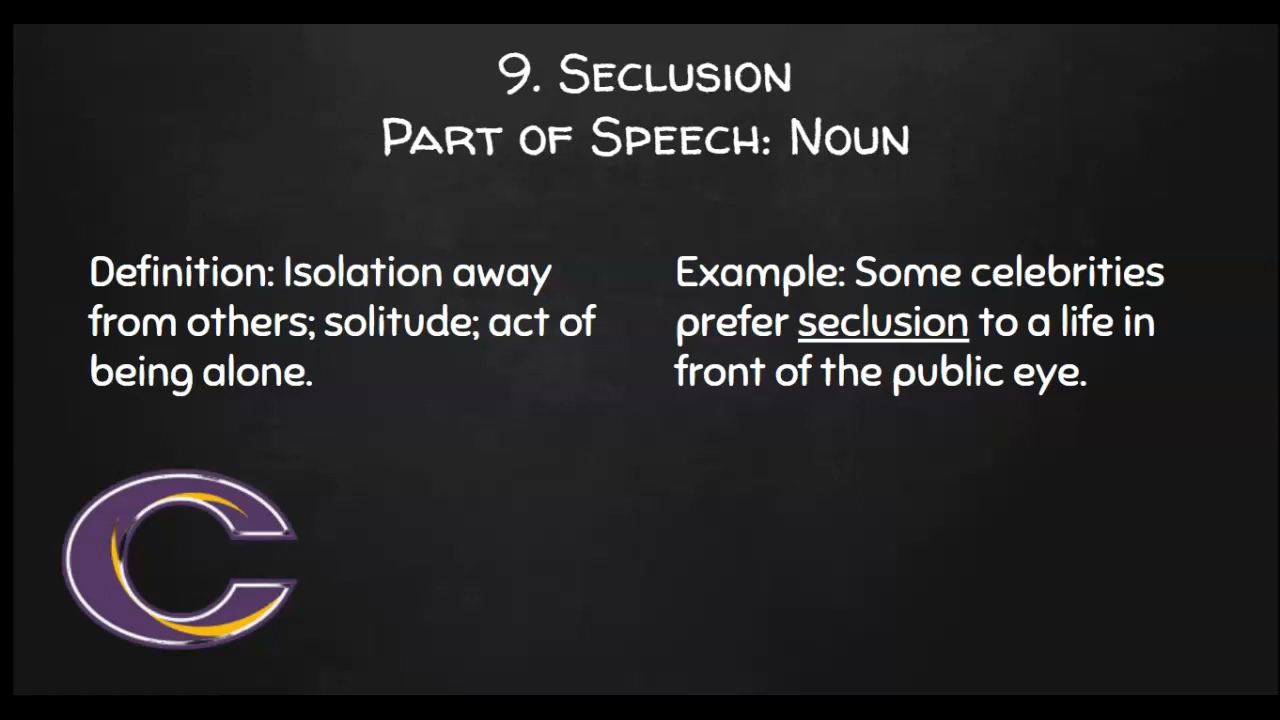 9. Seclusion
Part of Speech: Noun
Definition: Isolation away
from others; solitude; act of
being alone.
Example: Some celebrities
prefer seclusion to a life in
front of the public eye.
C